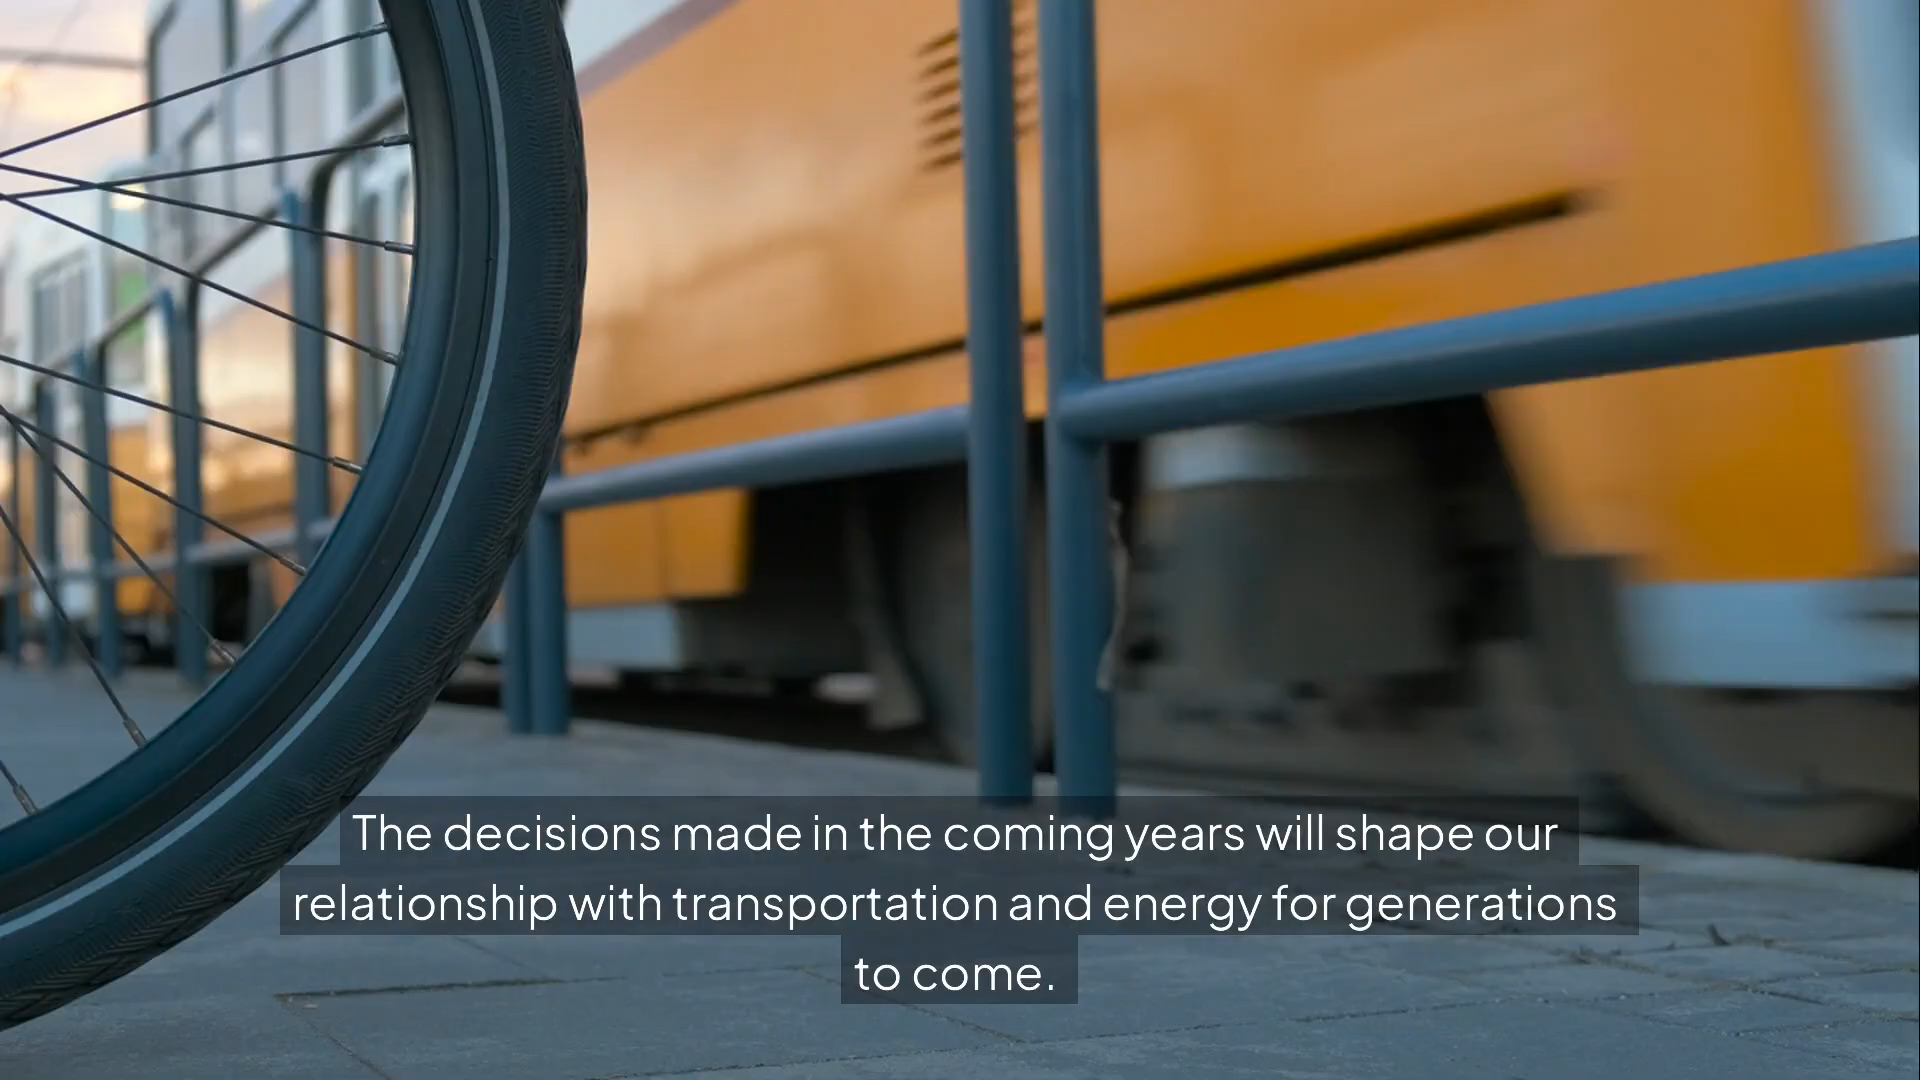 The decisions made in the coming years will shape our
relationship with transportation and energy for generations
to come.